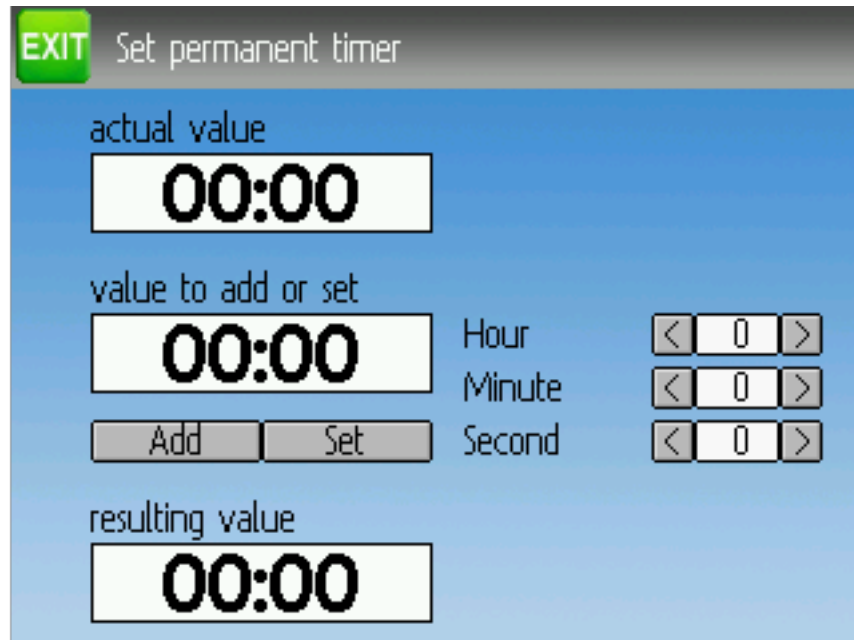 EXIT Set permanent timer
actual value
00:00
value to add or set
00:00
Hour < 0 >
Minute < 0 >
Add Set Second < 0 >
resulting value
00:00